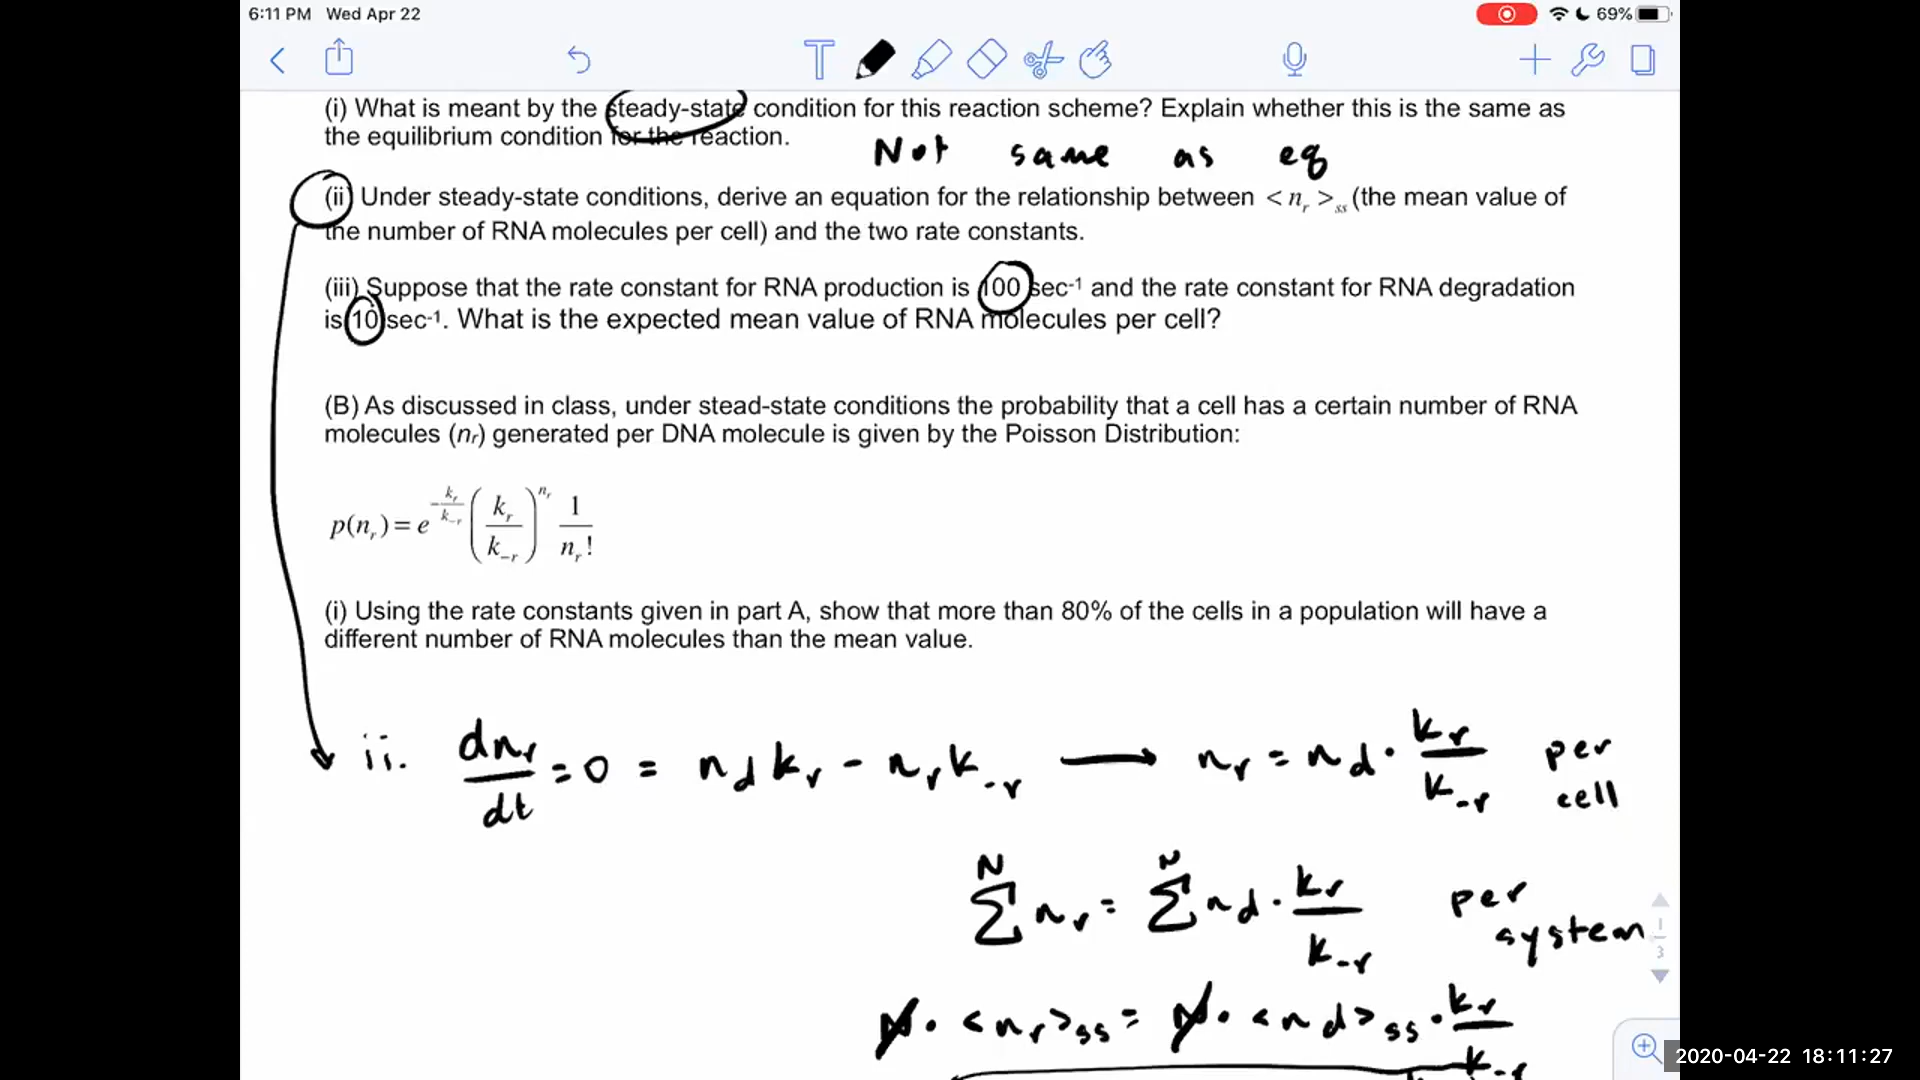 6:11 PM Wed Apr 22
69%
(i) What is meant by the steady-state condition for this reaction scheme? Explain whether this is the same as
the equilibrium condition for the reaction.
Not same as eq
(ii) Under steady-state conditions, derive an equation for the relationship between < n_r >_ss (the mean value of
the number of RNA molecules per cell) and the two rate constants.
(iii) Suppose that the rate constant for RNA production is 100 sec⁻¹ and the rate constant for RNA degradation
is 10 sec⁻¹. What is the expected mean value of RNA molecules per cell?
(B) As discussed in class, under stead-state conditions the probability that a cell has a certain number of RNA
molecules (n_r) generated per DNA molecule is given by the Poisson Distribution:
p(n_r) = e^(-k_r/k_-r) (k_r/k_-r)^(n_r) 1/n_r!
(i) Using the rate constants given in part A, show that more than 80% of the cells in a population will have a
different number of RNA molecules than the mean value.
ii. dn_r/dt = 0 = n_d k_r - n_r k_-r → n_r = n_d · k_r/k_-r per cell
Σ^N n_r = Σ^N n_d · k_r/k_-r per system
N · <n_r>_ss = N · <n_d>_ss · k_r/k_-r
1/3
2020-04-22 18:11:27